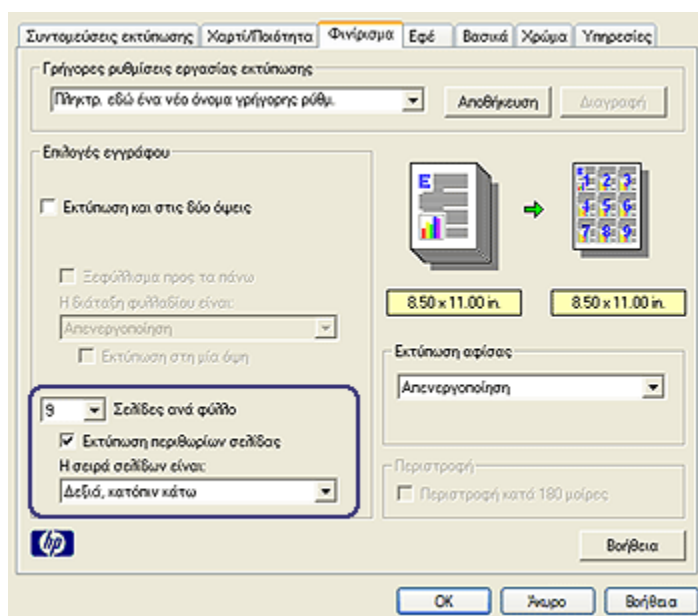 Συντομεύσεις εκτύπωσης Χαρτί/Ποιότητα Φινίρισμα Εφέ Βασικά Χρώμα Υπηρεσίες
Γρήγορες ρυθμίσεις εργασίας εκτύπωσης
Πληκτρ. εδώ ένα νέο όνομα γρήγορης ρύθμ. Αποθήκευση Διαγραφή
Επιλογές εγγράφου
Εκτύπωση και στις δύο όψεις
Ξεφύλλισμα προς τα πάνω
Η διάταξη φυλλαδίου είναι:
Απενεργοποίηση
Εκτύπωση στη μία όψη
9 Σελίδες ανά φύλλο
Εκτύπωση περιθωρίων σελίδας
Η σειρά σελίδων είναι:
Δεξιά, κατόπιν κάτω
E
1 2 3
4 5 6
7 8 9
8.50 x 11.00 in. 8.50 x 11.00 in.
Εκτύπωση αφίσας
Απενεργοποίηση
Περιστροφή
Περιστροφή κατά 180 μοίρες
hp
Βοήθεια
OK Άκυρο Βοήθεια